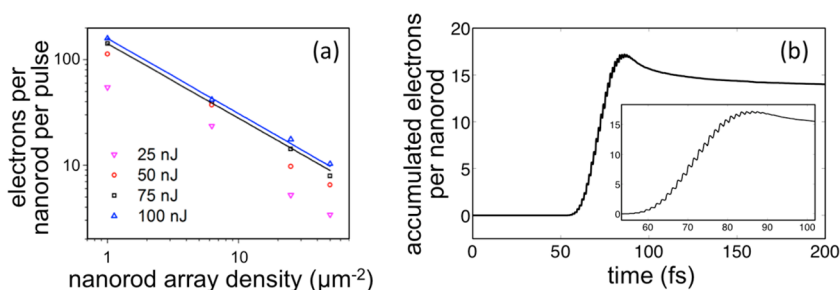 (a)
electrons per
nanorod per pulse
100
10
25 nJ
50 nJ
75 nJ
100 nJ
1
10
nanorod array density (µm-2)
(b)
accumulated electrons
per nanorod
20
15
10
5
0
15
10
5
0
60
70
80
90
100
0
50
100
150
200
time (fs)